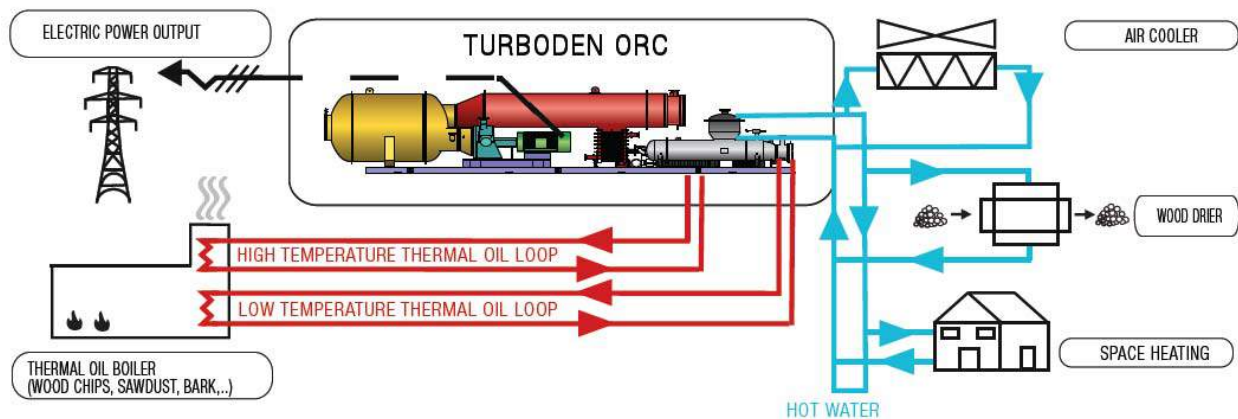 ELECTRIC POWER OUTPUT
TURBODEN ORC
AIR COOLER
WOOD DRIER
HIGH TEMPERATURE THERMAL OIL LOOP
LOW TEMPERATURE THERMAL OIL LOOP
SPACE HEATING
THERMAL OIL BOILER
(WOOD CHIPS, SAWDUST, BARK,..)
HOT WATER